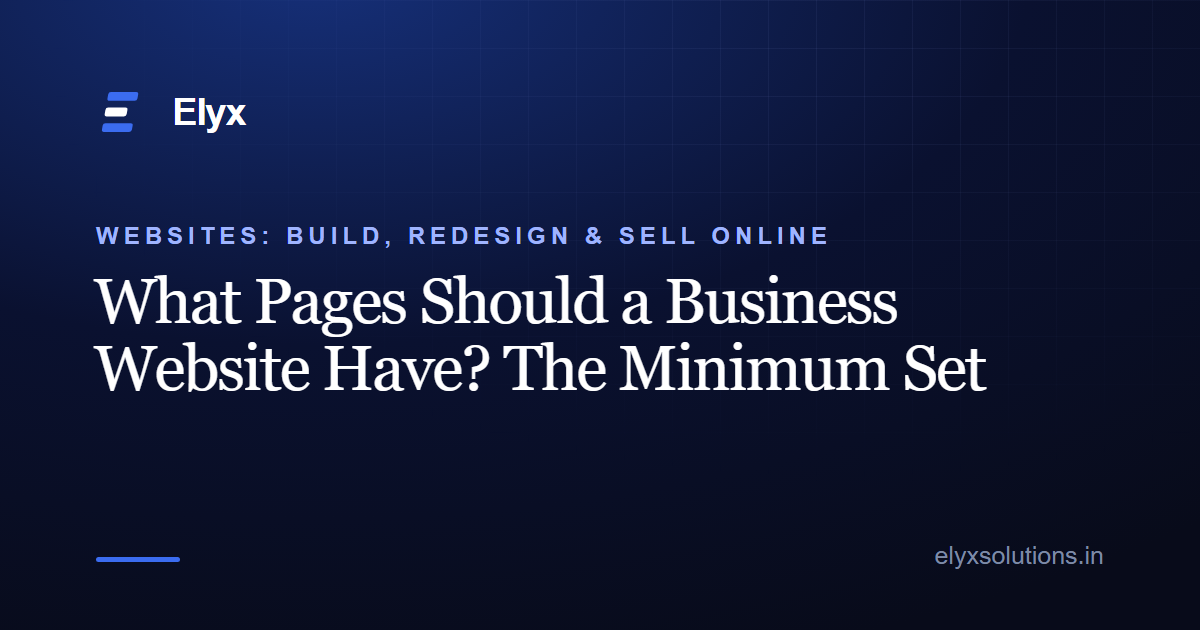 Elyx
WEBSITES: BUILD, REDESIGN & SELL ONLINE
What Pages Should a Business
Website Have? The Minimum Set
elyxsolutions.in